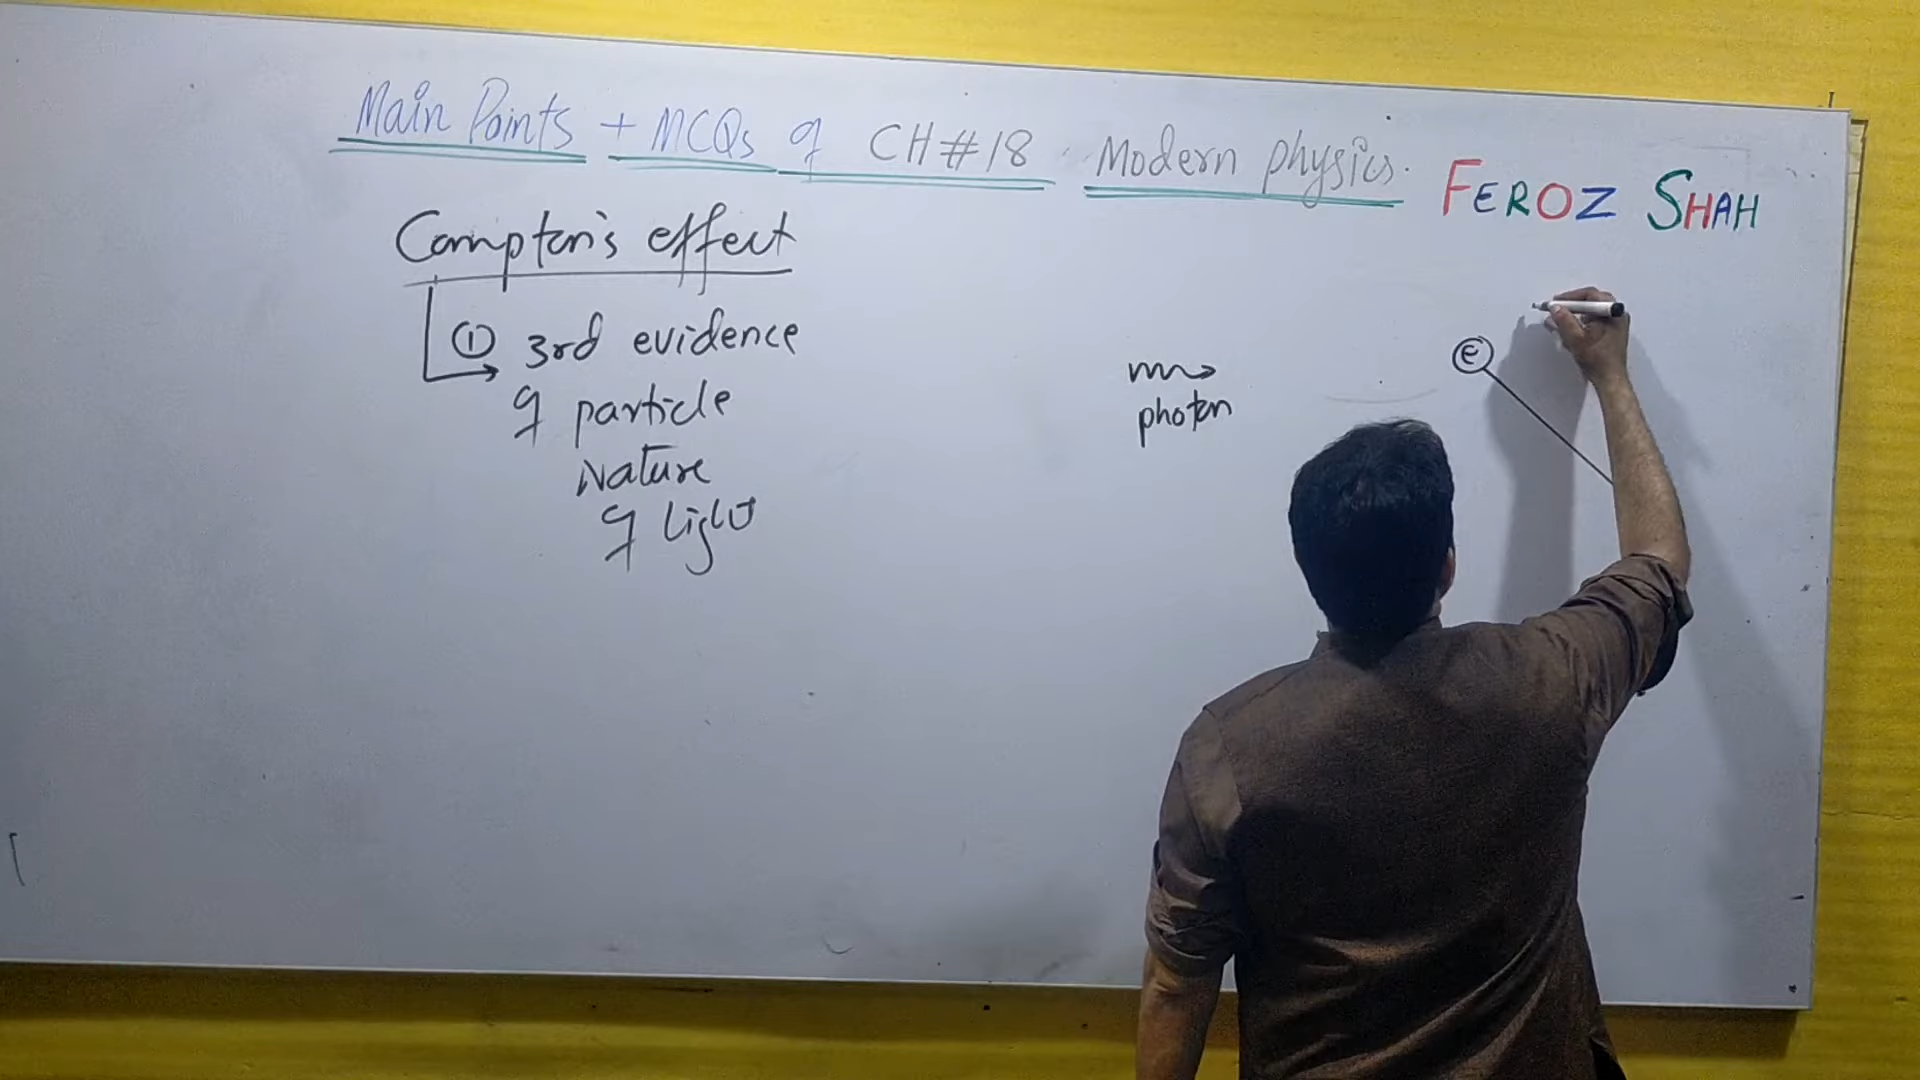 Main Points + MCQs of CH#18 Modern physics.
FEROZ SHAH
Compton's effect
① 3rd evidence
of particle
Nature
of light
photon
e